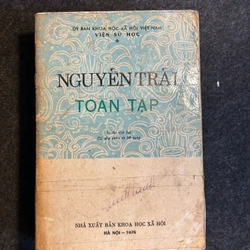 ỦY BAN KHOA HỌC XÃ HỘI VIỆT NAM
VIỆN SỬ HỌC
NGUYỄN TRÃI
TOÀN TẬP
NHÀ XUẤT BẢN KHOA HỌC XÃ HỘI
HÀ NỘI – 1976